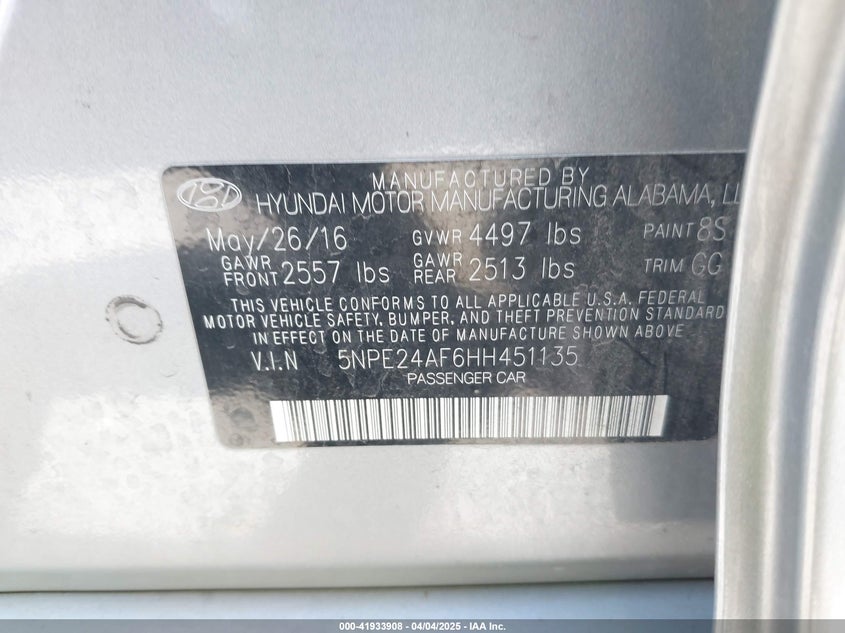 MANUFACTURED BY
HYUNDAI MOTOR MANUFACTURING ALABAMA,
May/26/16 GVWR 4497 lbs PAINT 8S
GAWR FRONT 2557 lbs GAWR REAR 2513 lbs TRIM GG
THIS VEHICLE CONFORMS TO ALL APPLICABLE U.S.A. FEDERAL
MOTOR VEHICLE SAFETY, BUMPER, AND THEFT PREVENTION STANDARD
IN EFFECT ON THE DATE OF MANUFACTURE SHOWN ABOVE
V.I.N 5NPE24AF6HH451135
PASSENGER CAR
000-41933908 - 04/04/2025 - IAA Inc.